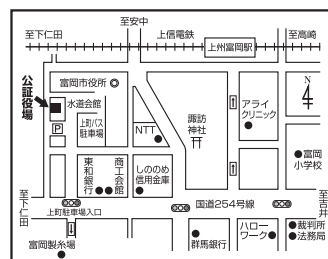 至安中
至下仁田
上信電鉄
至高崎
上州富岡駅
公証役場
富岡市役所
水道会館
P
上町バス
駐車場
NTT
諏訪
神社
アライ
クリニック
N
4
富岡
小学校
東和銀行
商工会館
しののめ
信用金庫
至下仁田
上町駐車場入口
国道254号線
至吉井
富岡製糸場
群馬銀行
ハロー
ワーク
裁判所
法務局